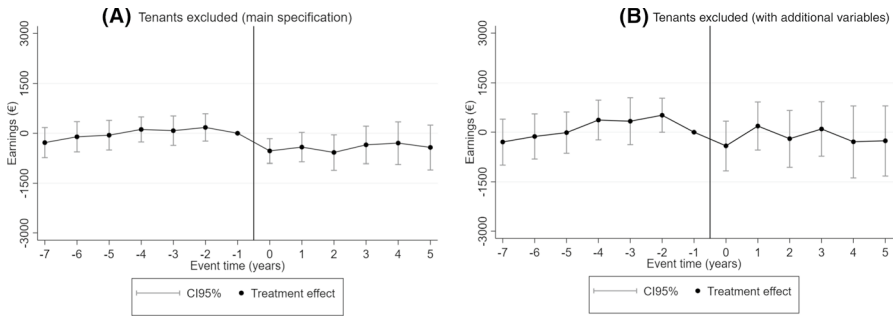 (A) Tenants excluded (main specification)
3000
1500
0
-1500
-3000
Earnings (€)
-7 -6 -5 -4 -3 -2 -1 0 1 2 3 4 5
Event time (years)
CI95% Treatment effect
(B) Tenants excluded (with additional variables)
3000
1500
0
-1500
-3000
Earnings (€)
-7 -6 -5 -4 -3 -2 -1 0 1 2 3 4 5
Event time (years)
CI95% Treatment effect